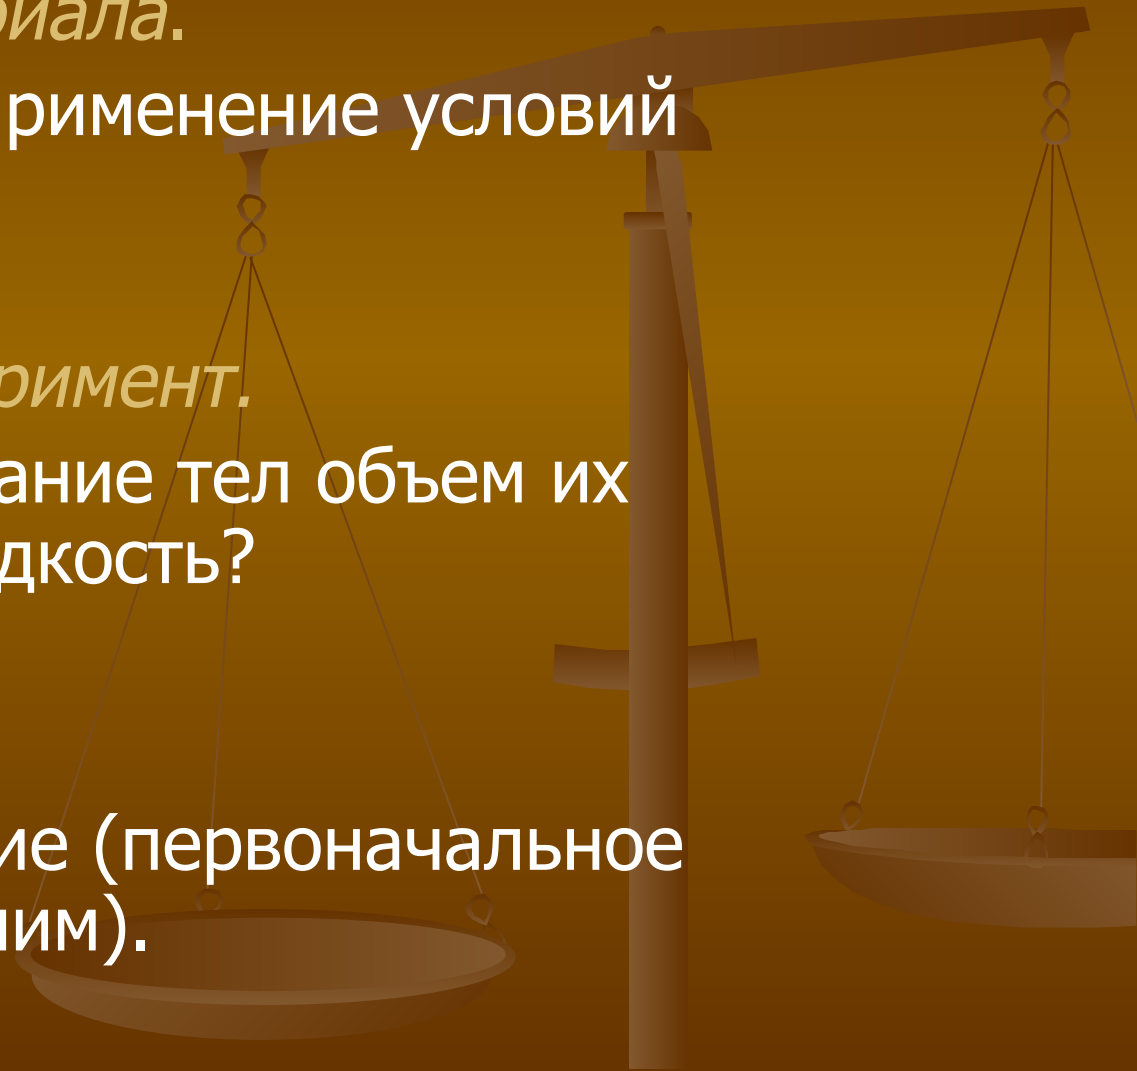 риала.
рименение условий
римент.
ание тел объем их
дкость?
ие (первоначальное
ним).